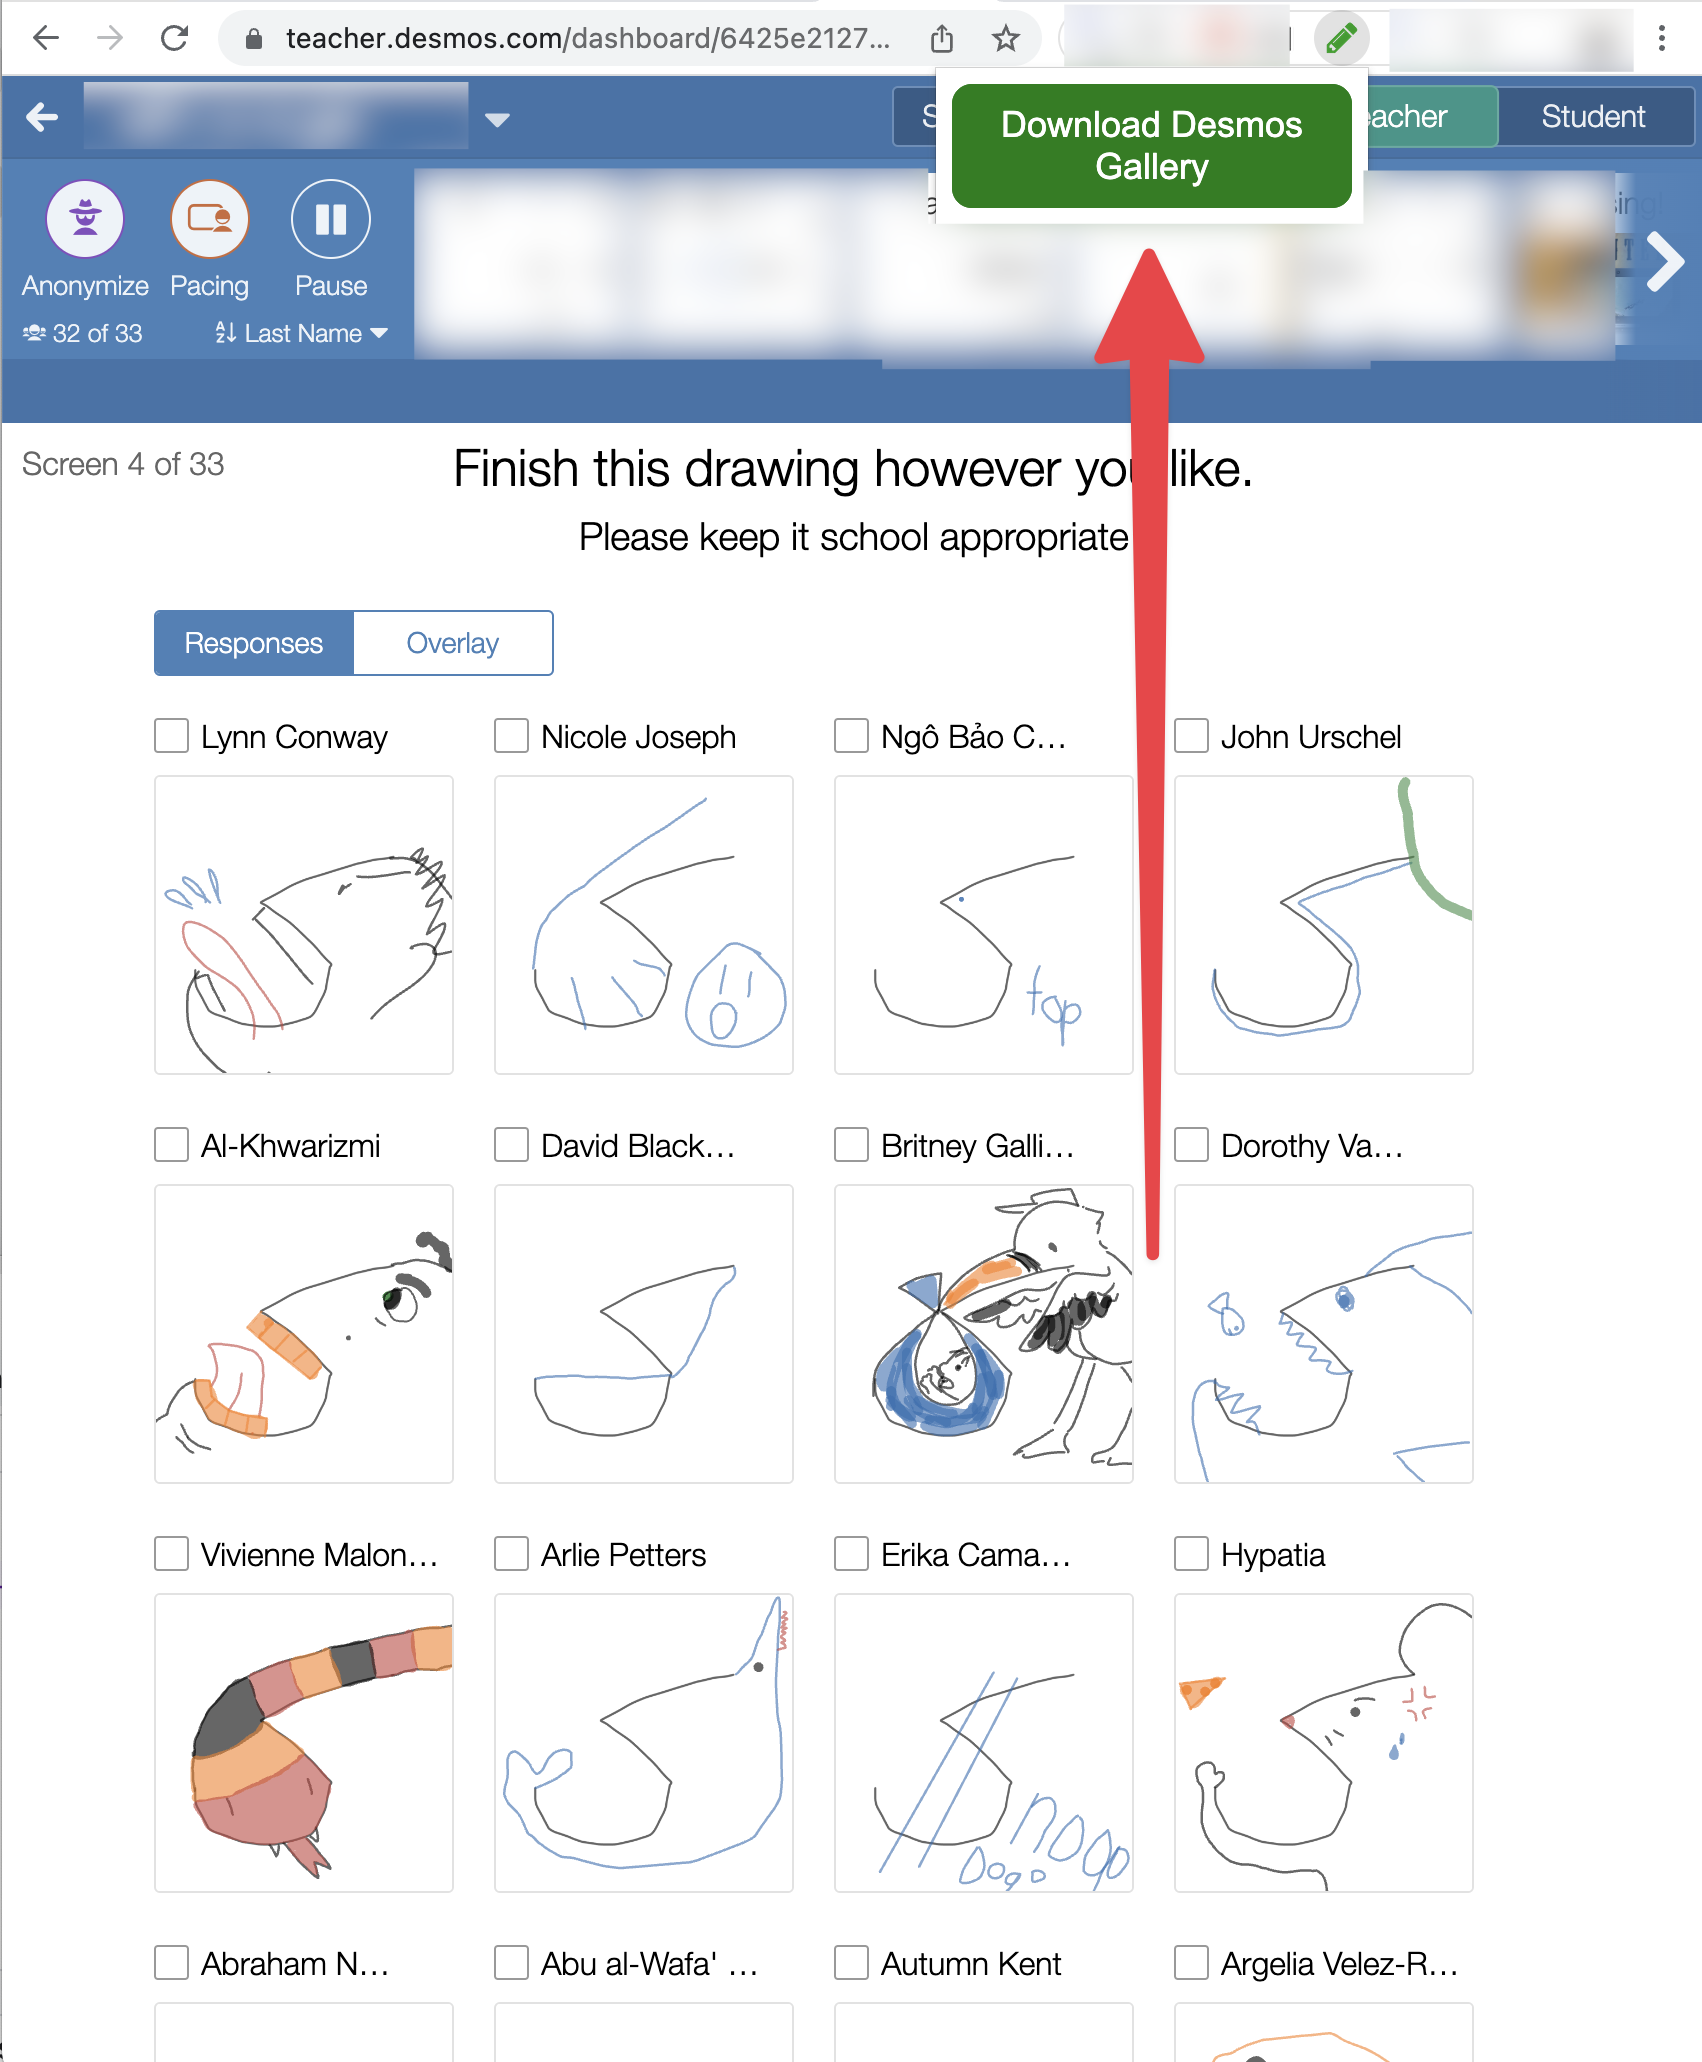 teacher.desmos.com/dashboard/6425e2127...
Download Desmos
Gallery
eacher
Student
Anonymize
Pacing
Pause
32 of 33
Last Name
Screen 4 of 33
Finish this drawing however you like.
Please keep it school appropriate
Responses
Overlay
Lynn Conway
Nicole Joseph
Ngô Bảo C...
John Urschel
top
Al-Khwarizmi
David Black...
Britney Galli...
Dorothy Va...
Vivienne Malon...
Arlie Petters
Erika Cama...
Hypatia
Abraham N...
Abu al-Wafa' ...
Autumn Kent
Argelia Velez-R...